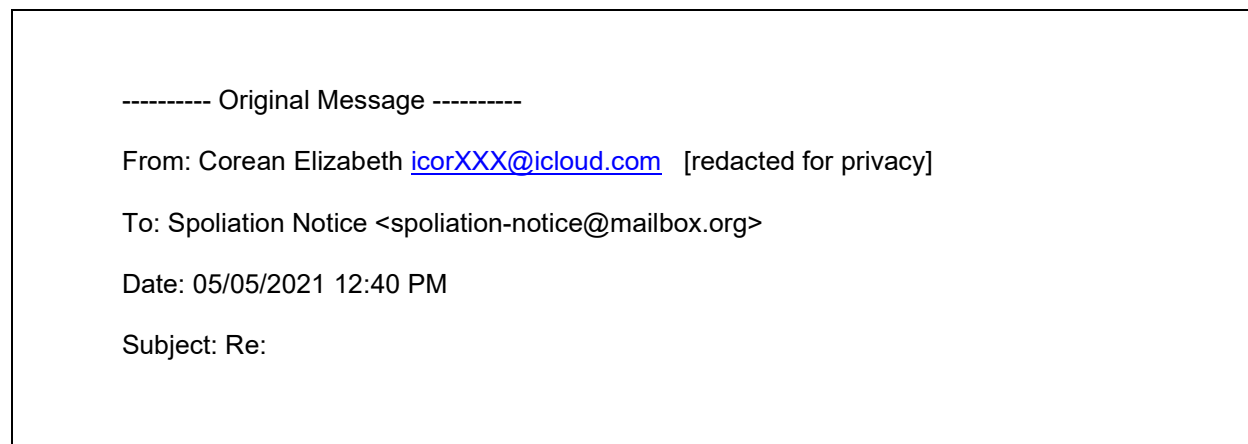 ---------- Original Message ----------
From: Corean Elizabeth icorXXX@icloud.com [redacted for privacy]
To: Spoliation Notice <spoliation-notice@mailbox.org>
Date: 05/05/2021 12:40 PM
Subject: Re: